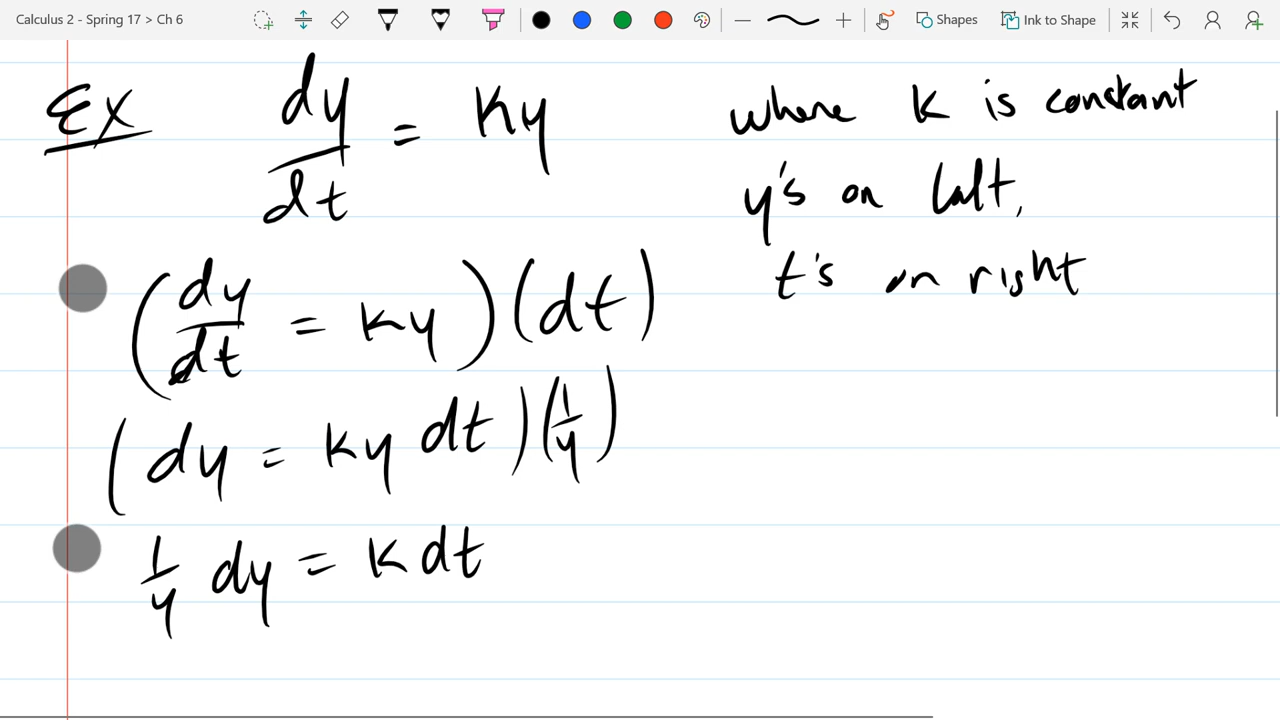 Calculus 2 - Spring 17 > Ch 6
Shapes
Ink to Shape
EX dy/dt = Ky where K is constant
y's on left,
t's on right
(dy/dt = Ky)(dt)
(dy = Ky dt)(1/y)
1/y dy = K dt